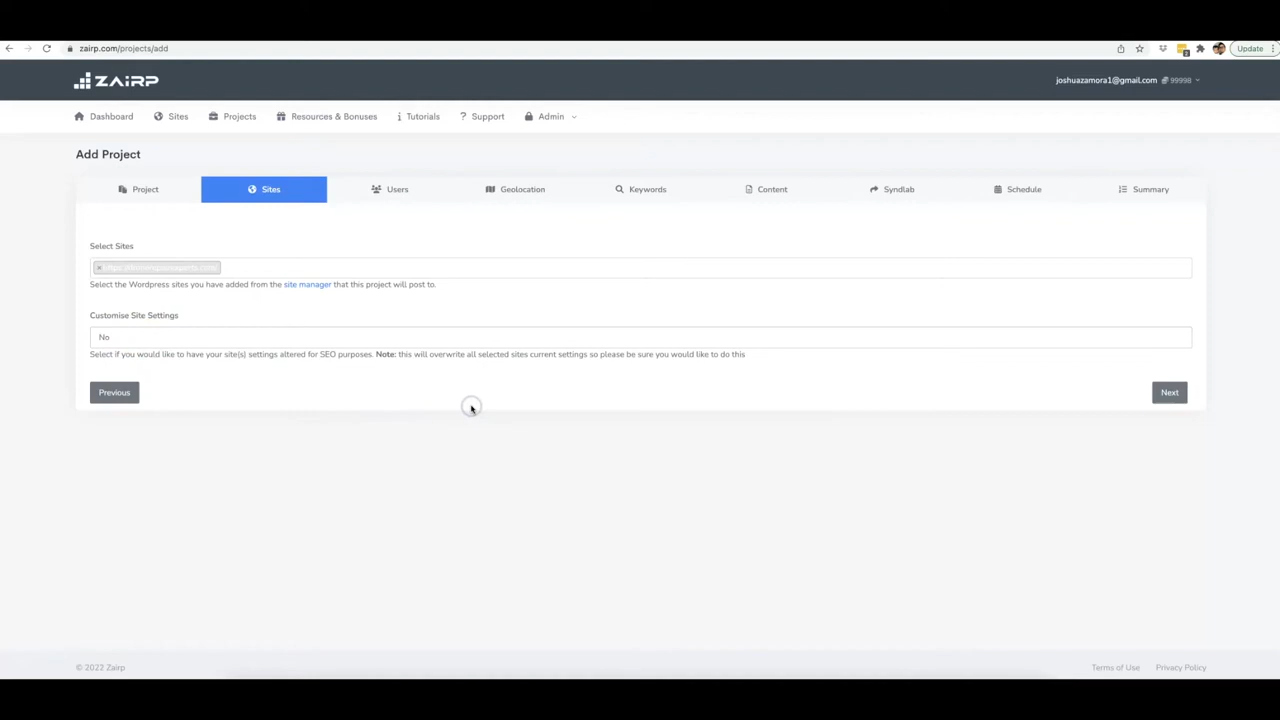 zairp.com/projects/add
Update
ZAiRP
joshuazamora1@gmail.com 99998
Dashboard Sites Projects Resources & Bonuses Tutorials Support Admin
Add Project
Project Sites Users Geolocation Keywords Content Syndlab Schedule Summary
Select Sites
×
Select the Wordpress sites you have added from the site manager that this project will post to.
Customise Site Settings
No
Select if you would like to have your site(s) settings altered for SEO purposes. Note: this will overwrite all selected sites current settings so please be sure you would like to do this
Previous Next
© 2022 Zairp Terms of Use Privacy Policy